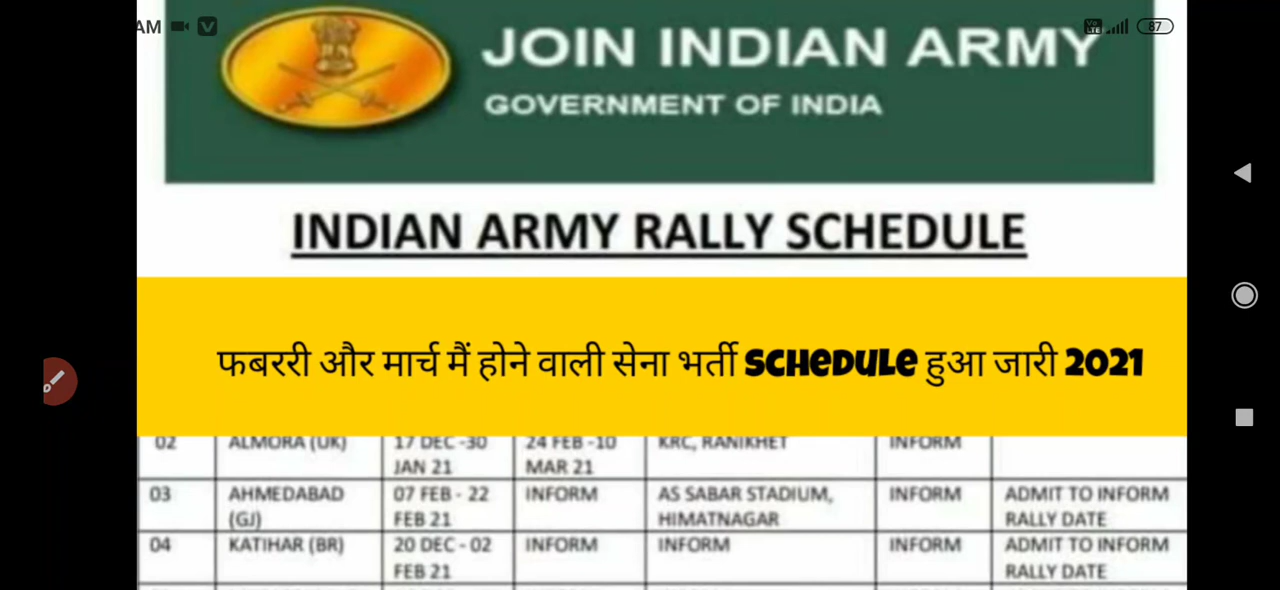 AM
Vo
87
JOIN INDIAN ARMY
GOVERNMENT OF INDIA
INDIAN ARMY RALLY SCHEDULE
फबररी और मार्च मैं होने वाली सेना भर्ती SCHEDULE हुआ जारी 2021
02 ALMORA (UK) 17 DEC -30 24 FEB -10 KRC, RANIKHET INFORM
JAN 21 MAR 21
03 AHMEDABAD 07 FEB - 22 INFORM AS SABAR STADIUM, INFORM ADMIT TO INFORM
(GJ) FEB 21 HIMATNAGAR RALLY DATE
04 KATIHAR (BR) 20 DEC - 02 INFORM INFORM INFORM ADMIT TO INFORM
FEB 21 RALLY DATE